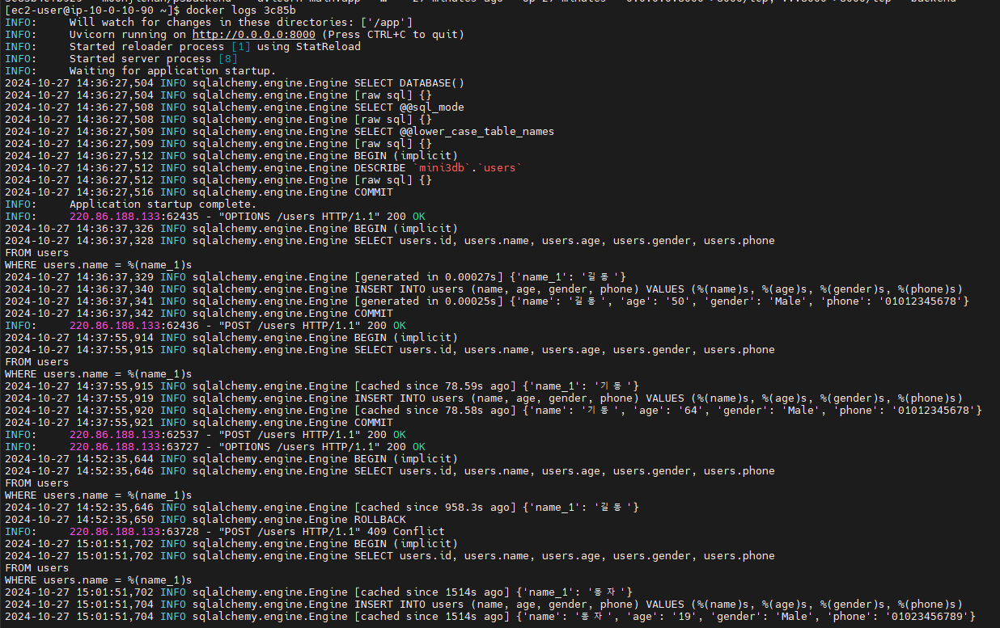 [ec2-user@ip-10-0-10-90 ~]$ docker logs 3c85b
INFO:     Will watch for changes in these directories: ['/app']
INFO:     Uvicorn running on http://0.0.0.0:8000 (Press CTRL+C to quit)
INFO:     Started reloader process [1] using StatReload
INFO:     Started server process [8]
INFO:     Waiting for application startup.
2024-10-27 14:36:27,504 INFO sqlalchemy.engine.Engine SELECT DATABASE()
2024-10-27 14:36:27,504 INFO sqlalchemy.engine.Engine [raw sql] {}
2024-10-27 14:36:27,508 INFO sqlalchemy.engine.Engine SELECT @@sql_mode
2024-10-27 14:36:27,508 INFO sqlalchemy.engine.Engine [raw sql] {}
2024-10-27 14:36:27,509 INFO sqlalchemy.engine.Engine SELECT @@lower_case_table_names
2024-10-27 14:36:27,509 INFO sqlalchemy.engine.Engine [raw sql] {}
2024-10-27 14:36:27,512 INFO sqlalchemy.engine.Engine BEGIN (implicit)
2024-10-27 14:36:27,512 INFO sqlalchemy.engine.Engine DESCRIBE `mini3db`.`users`
2024-10-27 14:36:27,512 INFO sqlalchemy.engine.Engine [raw sql] {}
2024-10-27 14:36:27,516 INFO sqlalchemy.engine.Engine COMMIT
INFO:     Application startup complete.
INFO:     220.86.188.133:62435 - "OPTIONS /users HTTP/1.1" 200 OK
2024-10-27 14:36:37,326 INFO sqlalchemy.engine.Engine BEGIN (implicit)
2024-10-27 14:36:37,328 INFO sqlalchemy.engine.Engine SELECT users.id, users.name, users.age, users.gender, users.phone
FROM users
WHERE users.name = %(name_1)s
2024-10-27 14:36:37,329 INFO sqlalchemy.engine.Engine [generated in 0.00027s] {'name_1': '길동'}
2024-10-27 14:36:37,340 INFO sqlalchemy.engine.Engine INSERT INTO users (name, age, gender, phone) VALUES (%(name)s, %(age)s, %(gender)s, %(phone)s)
2024-10-27 14:36:37,341 INFO sqlalchemy.engine.Engine [generated in 0.00025s] {'name': '길동', 'age': '50', 'gender': 'Male', 'phone': '01012345678'}
2024-10-27 14:36:37,342 INFO sqlalchemy.engine.Engine COMMIT
INFO:     220.86.188.133:62436 - "POST /users HTTP/1.1" 200 OK
2024-10-27 14:37:55,914 INFO sqlalchemy.engine.Engine BEGIN (implicit)
2024-10-27 14:37:55,915 INFO sqlalchemy.engine.Engine SELECT users.id, users.name, users.age, users.gender, users.phone
FROM users
WHERE users.name = %(name_1)s
2024-10-27 14:37:55,915 INFO sqlalchemy.engine.Engine [cached since 78.59s ago] {'name_1': '기동'}
2024-10-27 14:37:55,919 INFO sqlalchemy.engine.Engine INSERT INTO users (name, age, gender, phone) VALUES (%(name)s, %(age)s, %(gender)s, %(phone)s)
2024-10-27 14:37:55,920 INFO sqlalchemy.engine.Engine [cached since 78.58s ago] {'name': '기동', 'age': '64', 'gender': 'Male', 'phone': '01012345678'}
2024-10-27 14:37:55,921 INFO sqlalchemy.engine.Engine COMMIT
INFO:     220.86.188.133:62537 - "POST /users HTTP/1.1" 200 OK
INFO:     220.86.188.133:63727 - "OPTIONS /users HTTP/1.1" 200 OK
2024-10-27 14:52:35,644 INFO sqlalchemy.engine.Engine BEGIN (implicit)
2024-10-27 14:52:35,646 INFO sqlalchemy.engine.Engine SELECT users.id, users.name, users.age, users.gender, users.phone
FROM users
WHERE users.name = %(name_1)s
2024-10-27 14:52:35,646 INFO sqlalchemy.engine.Engine [cached since 958.3s ago] {'name_1': '길동'}
2024-10-27 14:52:35,650 INFO sqlalchemy.engine.Engine ROLLBACK
INFO:     220.86.188.133:63728 - "POST /users HTTP/1.1" 409 Conflict
2024-10-27 15:01:51,702 INFO sqlalchemy.engine.Engine BEGIN (implicit)
2024-10-27 15:01:51,702 INFO sqlalchemy.engine.Engine SELECT users.id, users.name, users.age, users.gender, users.phone
FROM users
WHERE users.name = %(name_1)s
2024-10-27 15:01:51,702 INFO sqlalchemy.engine.Engine [cached since 1514s ago] {'name_1': '동자'}
2024-10-27 15:01:51,704 INFO sqlalchemy.engine.Engine INSERT INTO users (name, age, gender, phone) VALUES (%(name)s, %(age)s, %(gender)s, %(phone)s)
2024-10-27 15:01:51,704 INFO sqlalchemy.engine.Engine [cached since 1514s ago] {'name': '동자', 'age': '19', 'gender': 'Male', 'phone': '01023456789'}